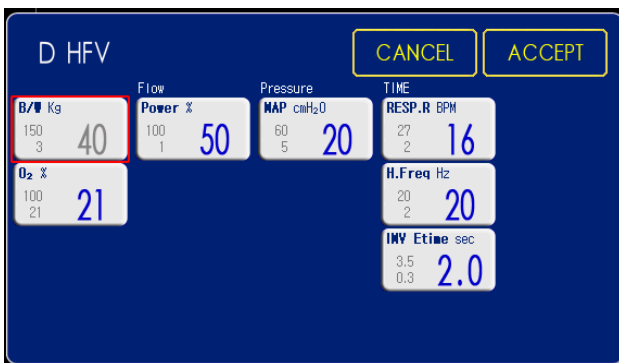 D HFV
CANCEL
ACCEPT
Flow
Pressure
TIME
B/W Kg
150
3
40
Power %
100
1
50
MAP cmH₂O
60
5
20
RESP.R BPM
27
2
16
O₂ %
100
21
21
H.Freq Hz
20
2
20
IMV Etime sec
3.5
0.3
2.0